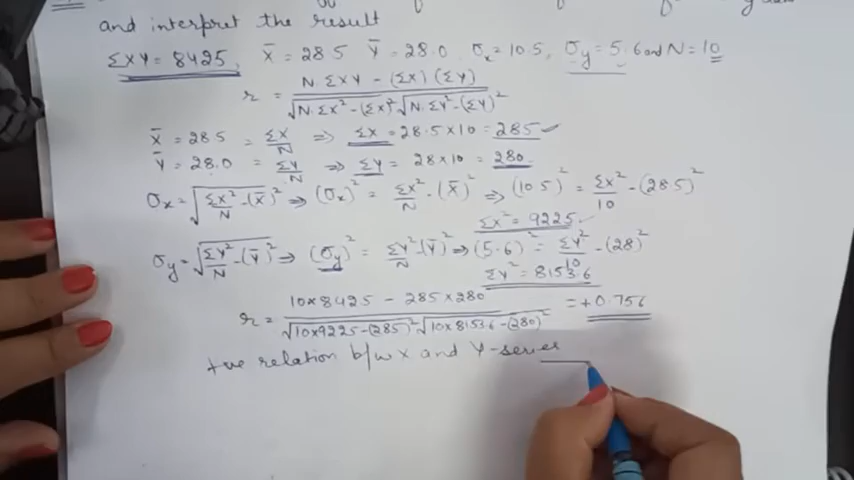 and interpret the result
ΣXY = 8425, X̄ = 28.5 Ȳ = 28.0 σx = 10.5, σy = 5.6 and N = 10
r = N·ΣXY - (ΣX)(ΣY) / √N·ΣX² - (ΣX)² √N·ΣY² - (ΣY)²
X̄ = 28.5 = ΣX/N ⇒ ΣX = 28.5×10 = 285
Ȳ = 28.0 = ΣY/N ⇒ ΣY = 28×10 = 280
σx = √ΣX²/N - (X̄)² ⇒ (σx)² = ΣX²/N - (X̄)² ⇒ (10.5)² = ΣX²/10 - (28.5)²
ΣX² = 9225
σy = √ΣY²/N - (Ȳ)² ⇒ (σy)² = ΣY²/N - (Ȳ)² ⇒ (5.6)² = ΣY²/10 - (28)²
ΣY² = 8153.6
r = 10×8425 - 285×280 / √10×9225 - (285)² √10×8153.6 - (280)² = +0.756
+ve relation b/w X and Y-series